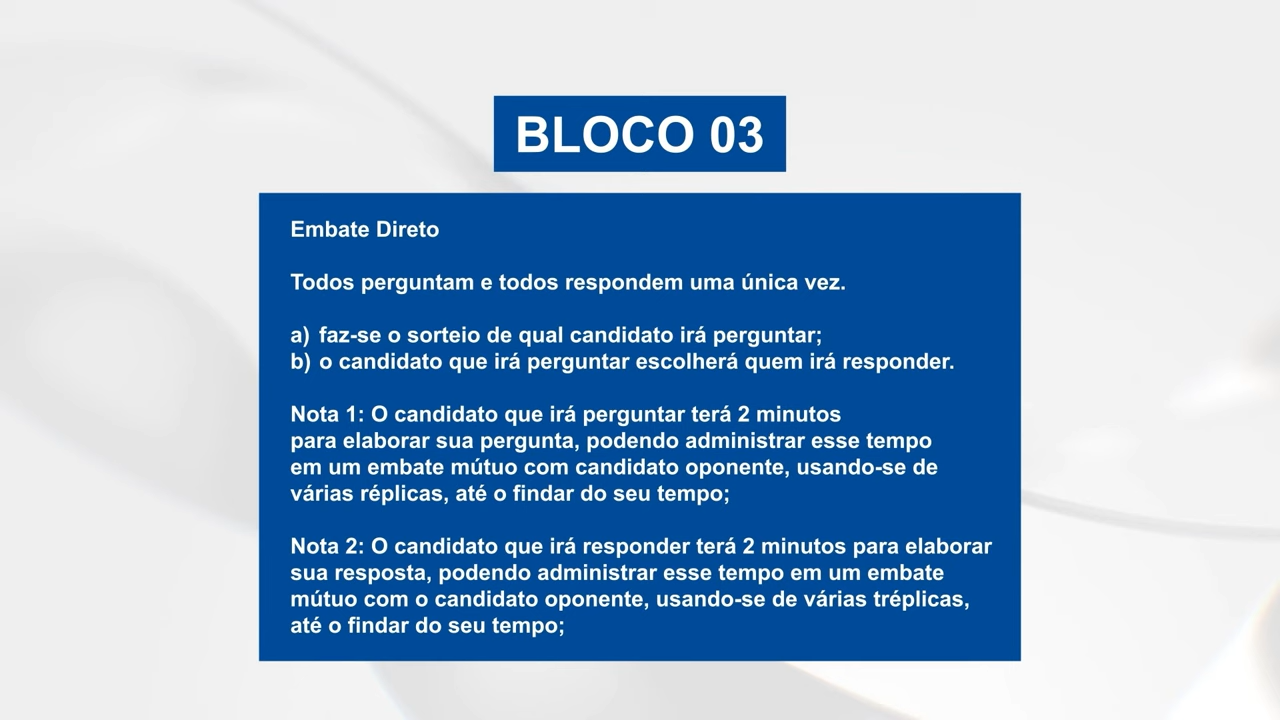 BLOCO 03
Embate Direto
Todos perguntam e todos respondem uma única vez.
a) faz-se o sorteio de qual candidato irá perguntar;
b) o candidato que irá perguntar escolherá quem irá responder.
Nota 1: O candidato que irá perguntar terá 2 minutos
para elaborar sua pergunta, podendo administrar esse tempo
em um embate mútuo com candidato oponente, usando-se de
várias réplicas, até o findar do seu tempo;
Nota 2: O candidato que irá responder terá 2 minutos para elaborar
sua resposta, podendo administrar esse tempo em um embate
mútuo com o candidato oponente, usando-se de várias tréplicas,
até o findar do seu tempo;